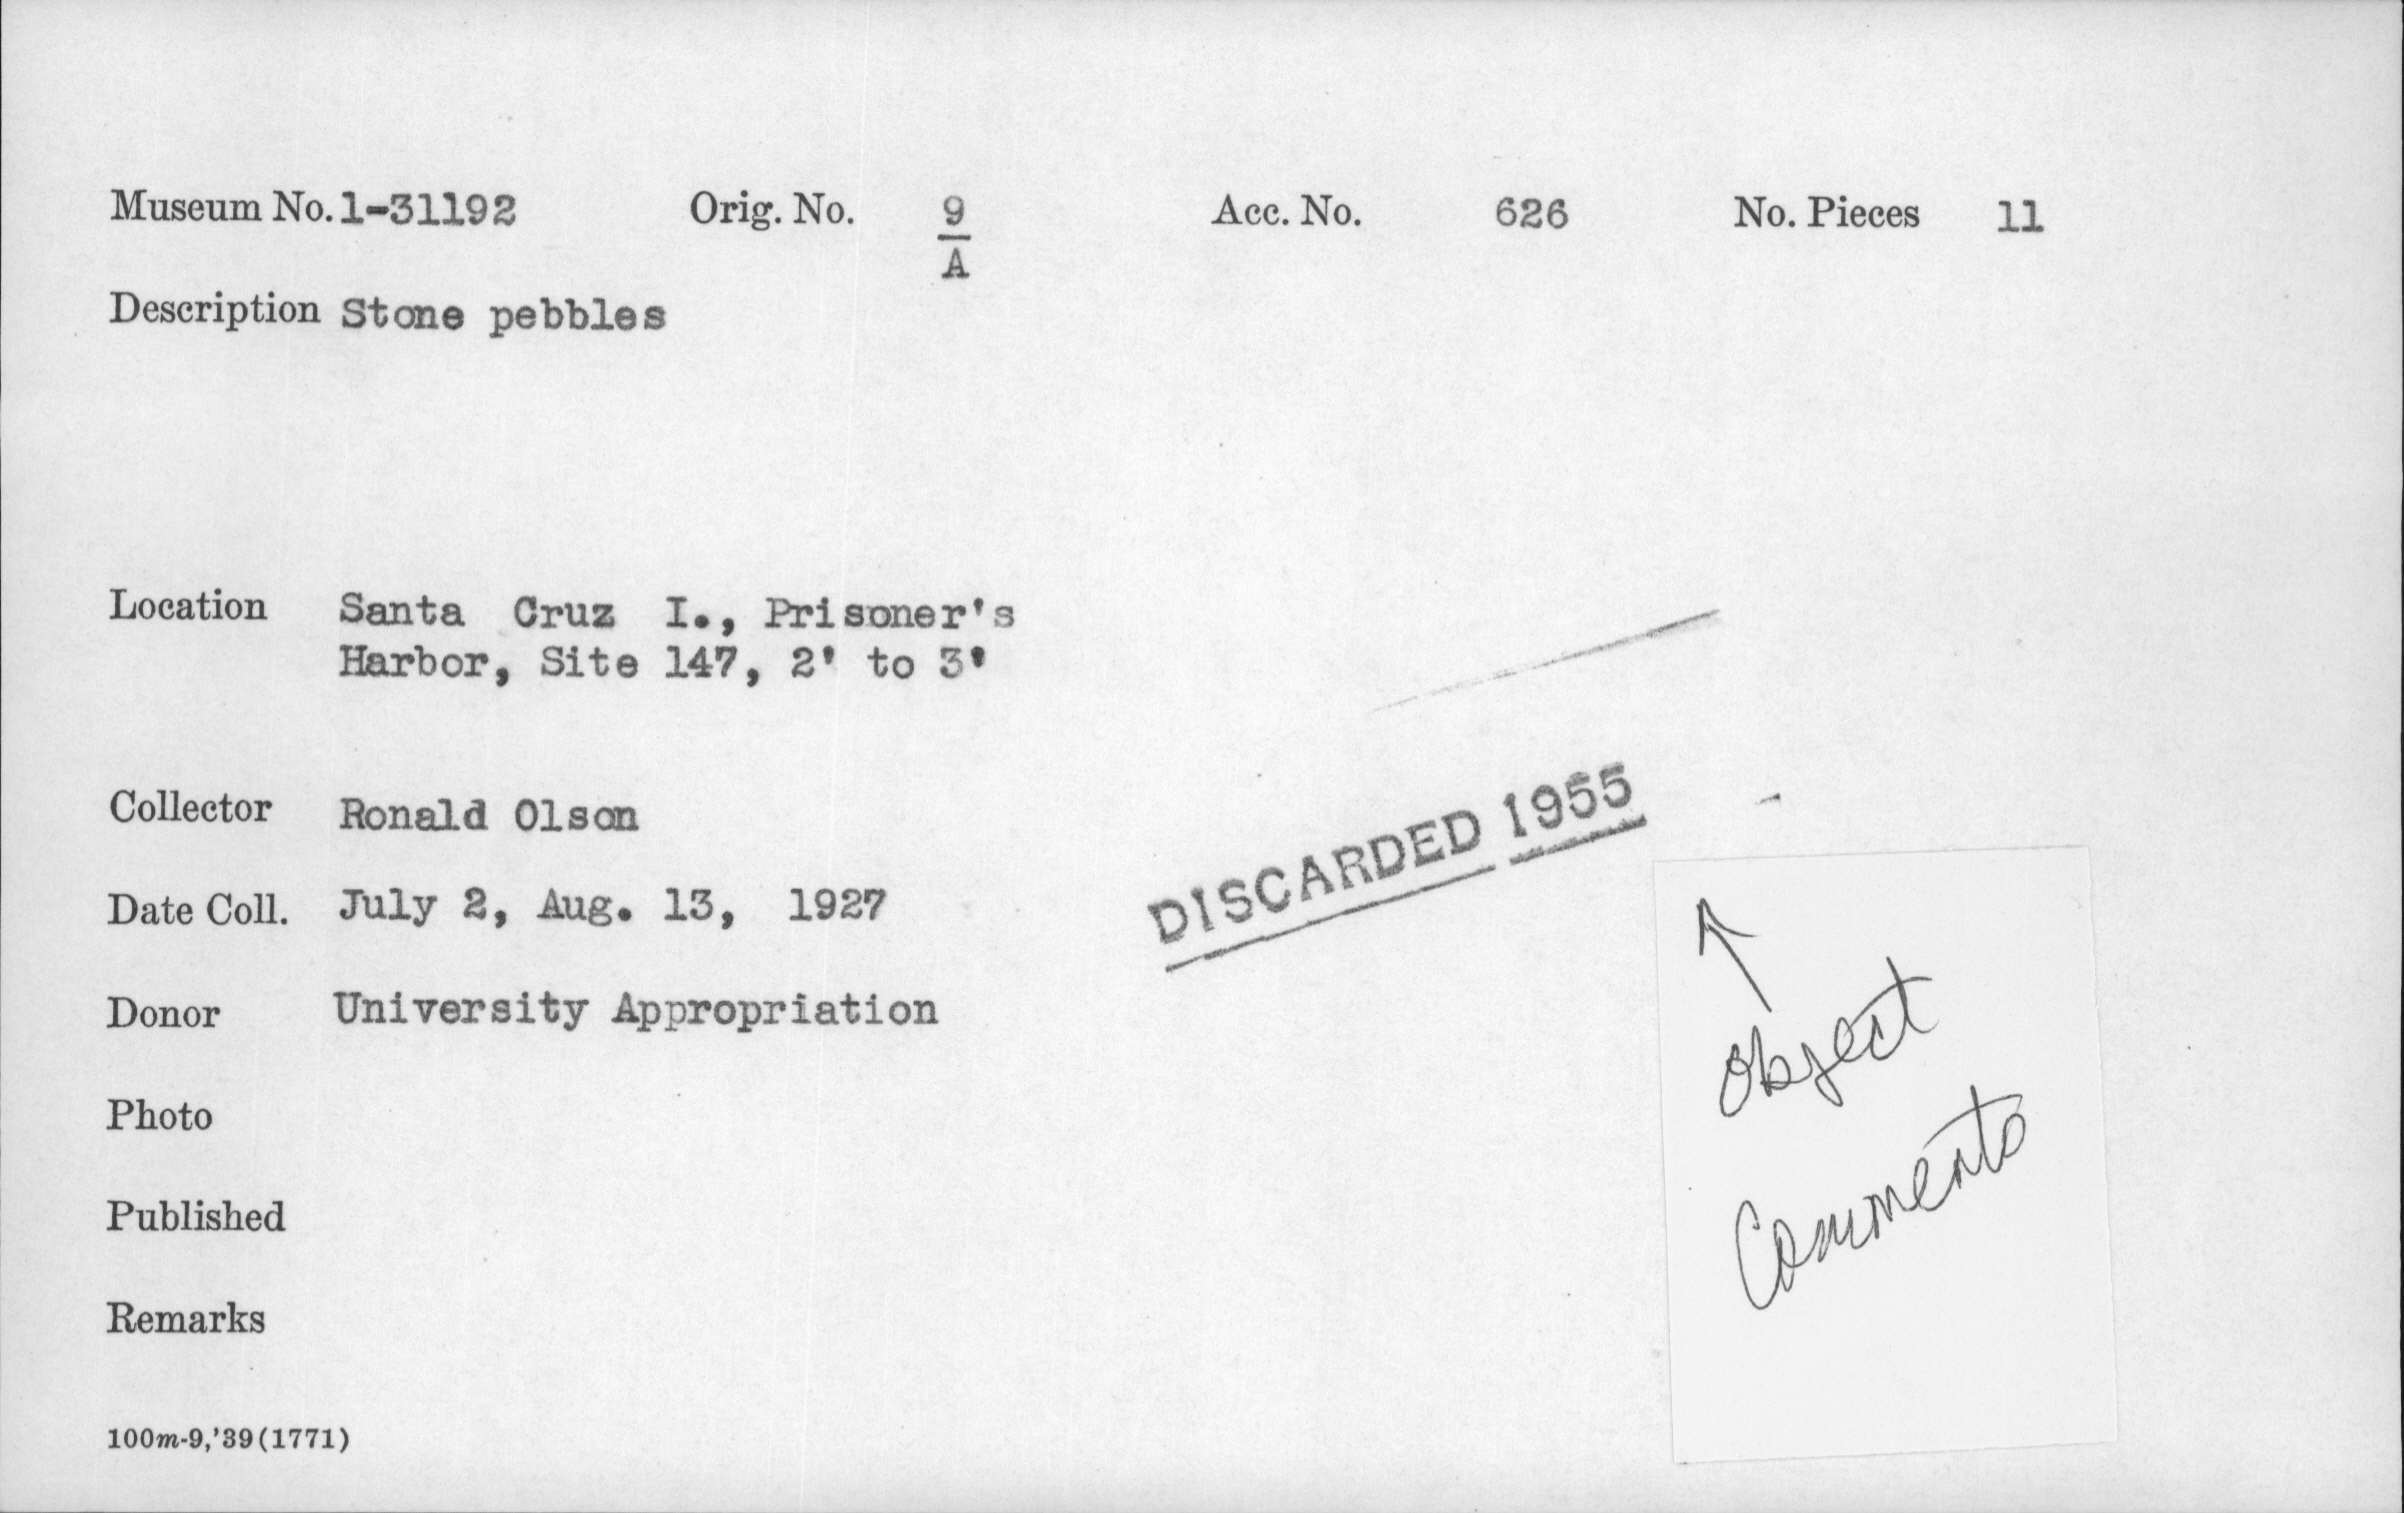 Museum No. 1-31192 Orig. No. 9/A Acc. No. 626 No. Pieces 11
Description Stone pebbles
Location Santa Cruz I., Prisoner's
Harbor, Site 147, 2' to 3'
Collector Ronald Olson
DISCARDED 1955
Date Coll. July 2, Aug. 13, 1927
Donor University Appropriation
Photo
Published
Remarks
100m-9,'39(1771)
↑
Object
Comments